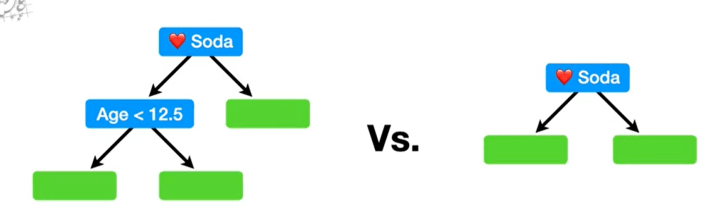 ❤️ Soda
Age < 12.5
Vs.
❤️ Soda